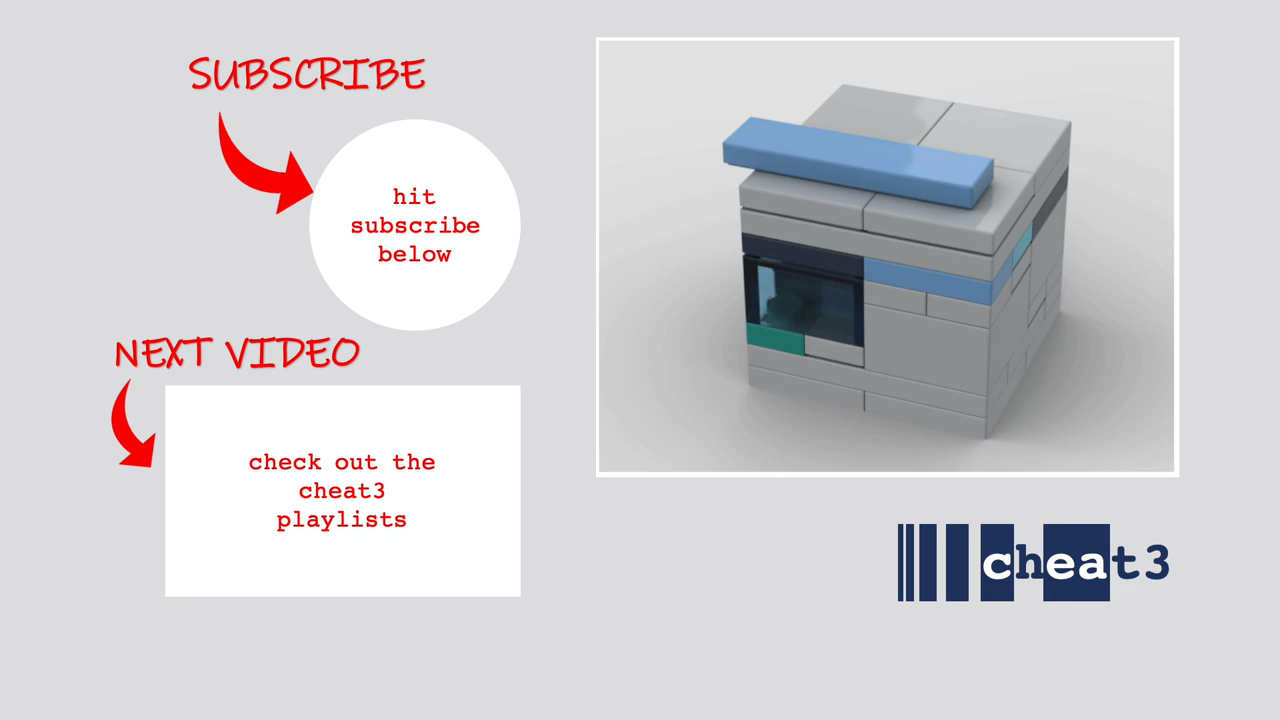 SUBSCRIBE
hit
subscribe
below
NEXT VIDEO
check out the
cheat3
playlists
cheat3